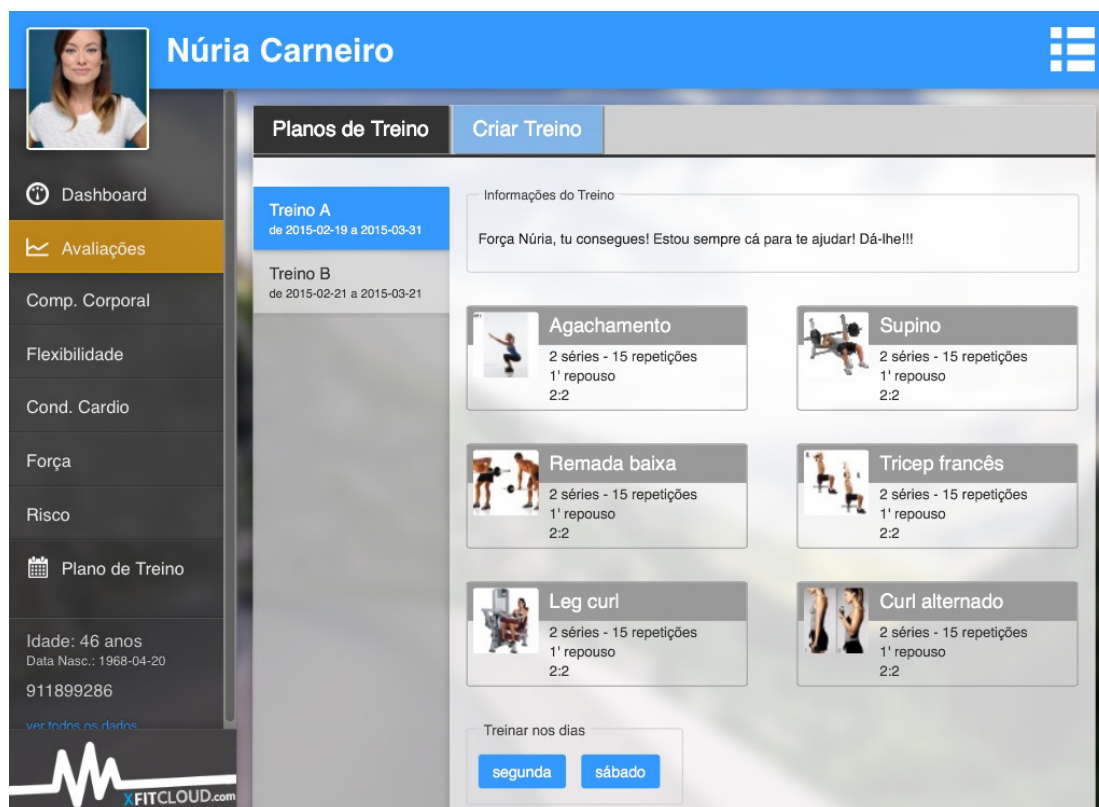 Núria Carneiro
Planos de Treino
Criar Treino
Dashboard
Avaliações
Comp. Corporal
Flexibilidade
Cond. Cardio
Força
Risco
Plano de Treino
Idade: 46 anos
Data Nasc.: 1968-04-20
911899286
ver todos os dados
XFITCLOUD.com
Treino A
de 2015-02-19 a 2015-03-31
Treino B
de 2015-02-21 a 2015-03-21
Informações do Treino
Força Núria, tu consegues! Estou sempre cá para te ajudar! Dá-lhe!!!
Agachamento
2 séries - 15 repetições
1' repouso
2:2
Supino
2 séries - 15 repetições
1' repouso
2:2
Remada baixa
2 séries - 15 repetições
1' repouso
2:2
Tricep francês
2 séries - 15 repetições
1' repouso
2:2
Leg curl
2 séries - 15 repetições
1' repouso
2:2
Curl alternado
2 séries - 15 repetições
1' repouso
2:2
Treinar nos dias
segunda
sábado